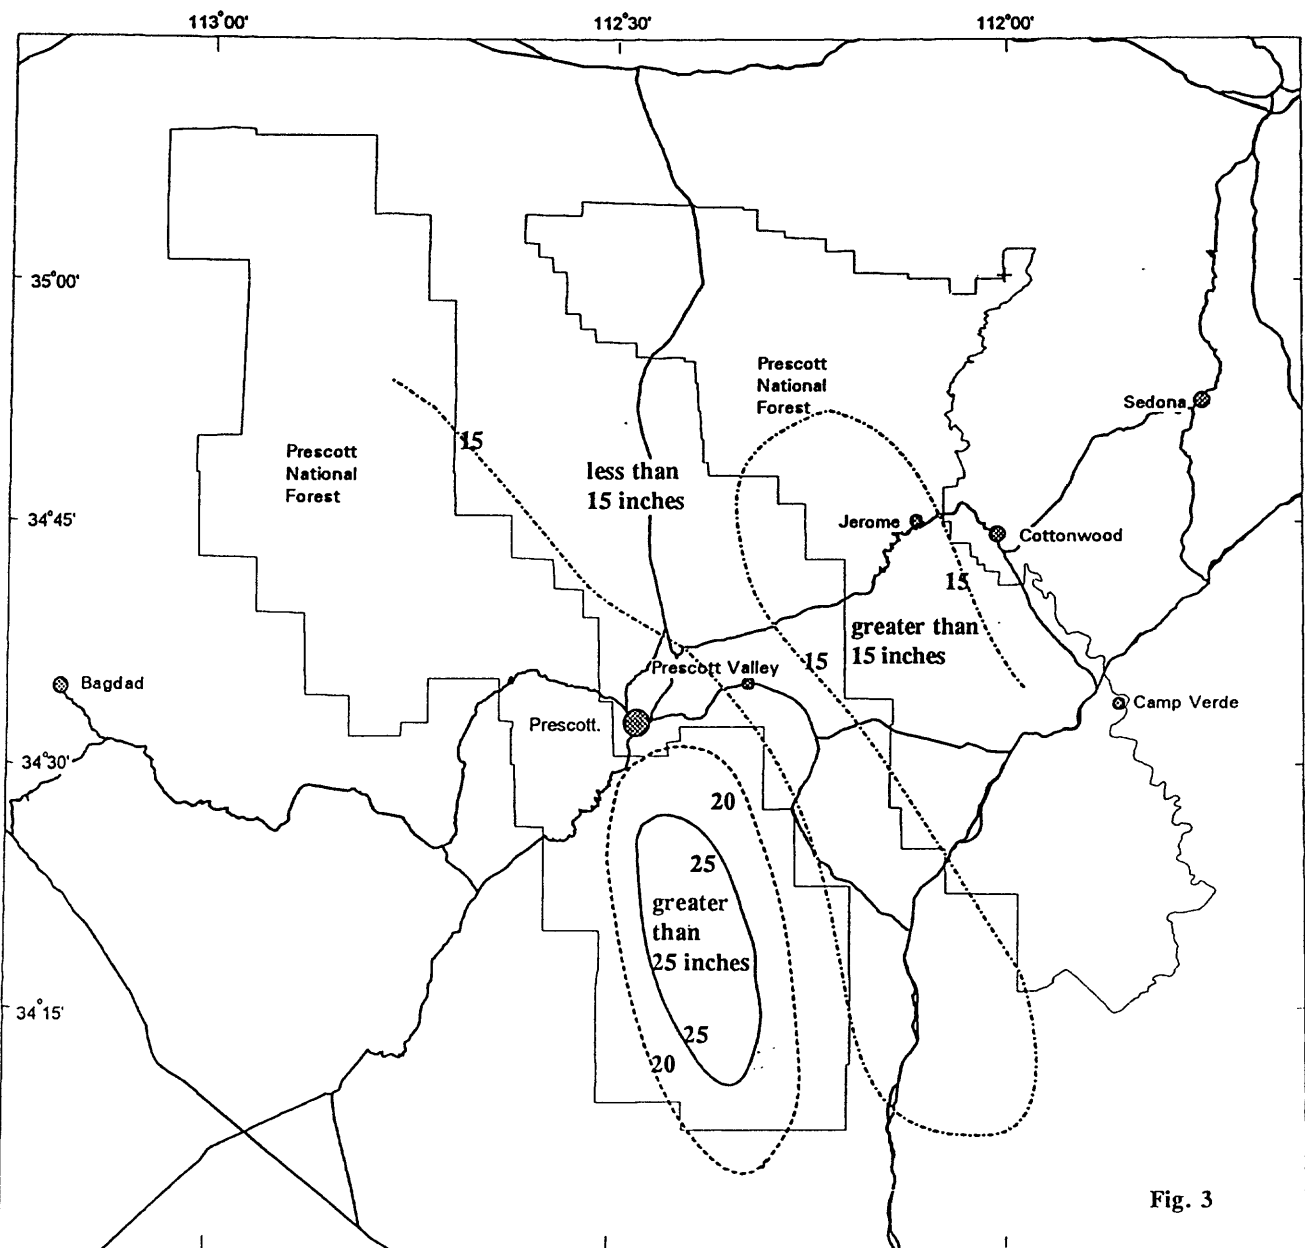 113°00'
112°30'
112°00'
35°00'
Prescott
National
Forest
Sedona
15
Prescott
National
Forest
less than
15 inches
34°45'
Jerome
Cottonwood
15
greater than
15 inches
15
Prescott Valley
Bagdad
Prescott.
Camp Verde
34°30'
20
25
greater
than
25 inches
34°15'
25
20
Fig. 3